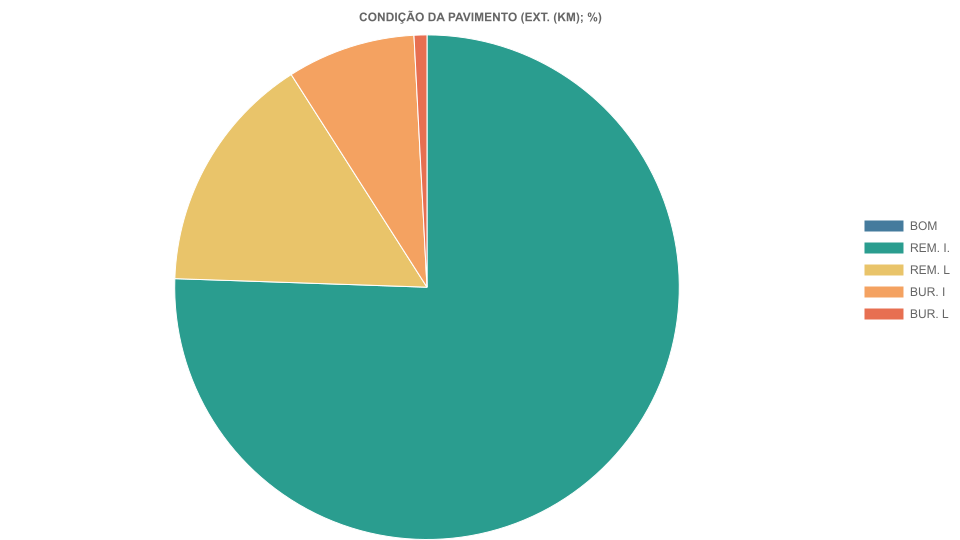 CONDIÇÃO DA PAVIMENTO (EXT. (KM); %)
BOM
REM. I.
REM. L
BUR. I
BUR. L